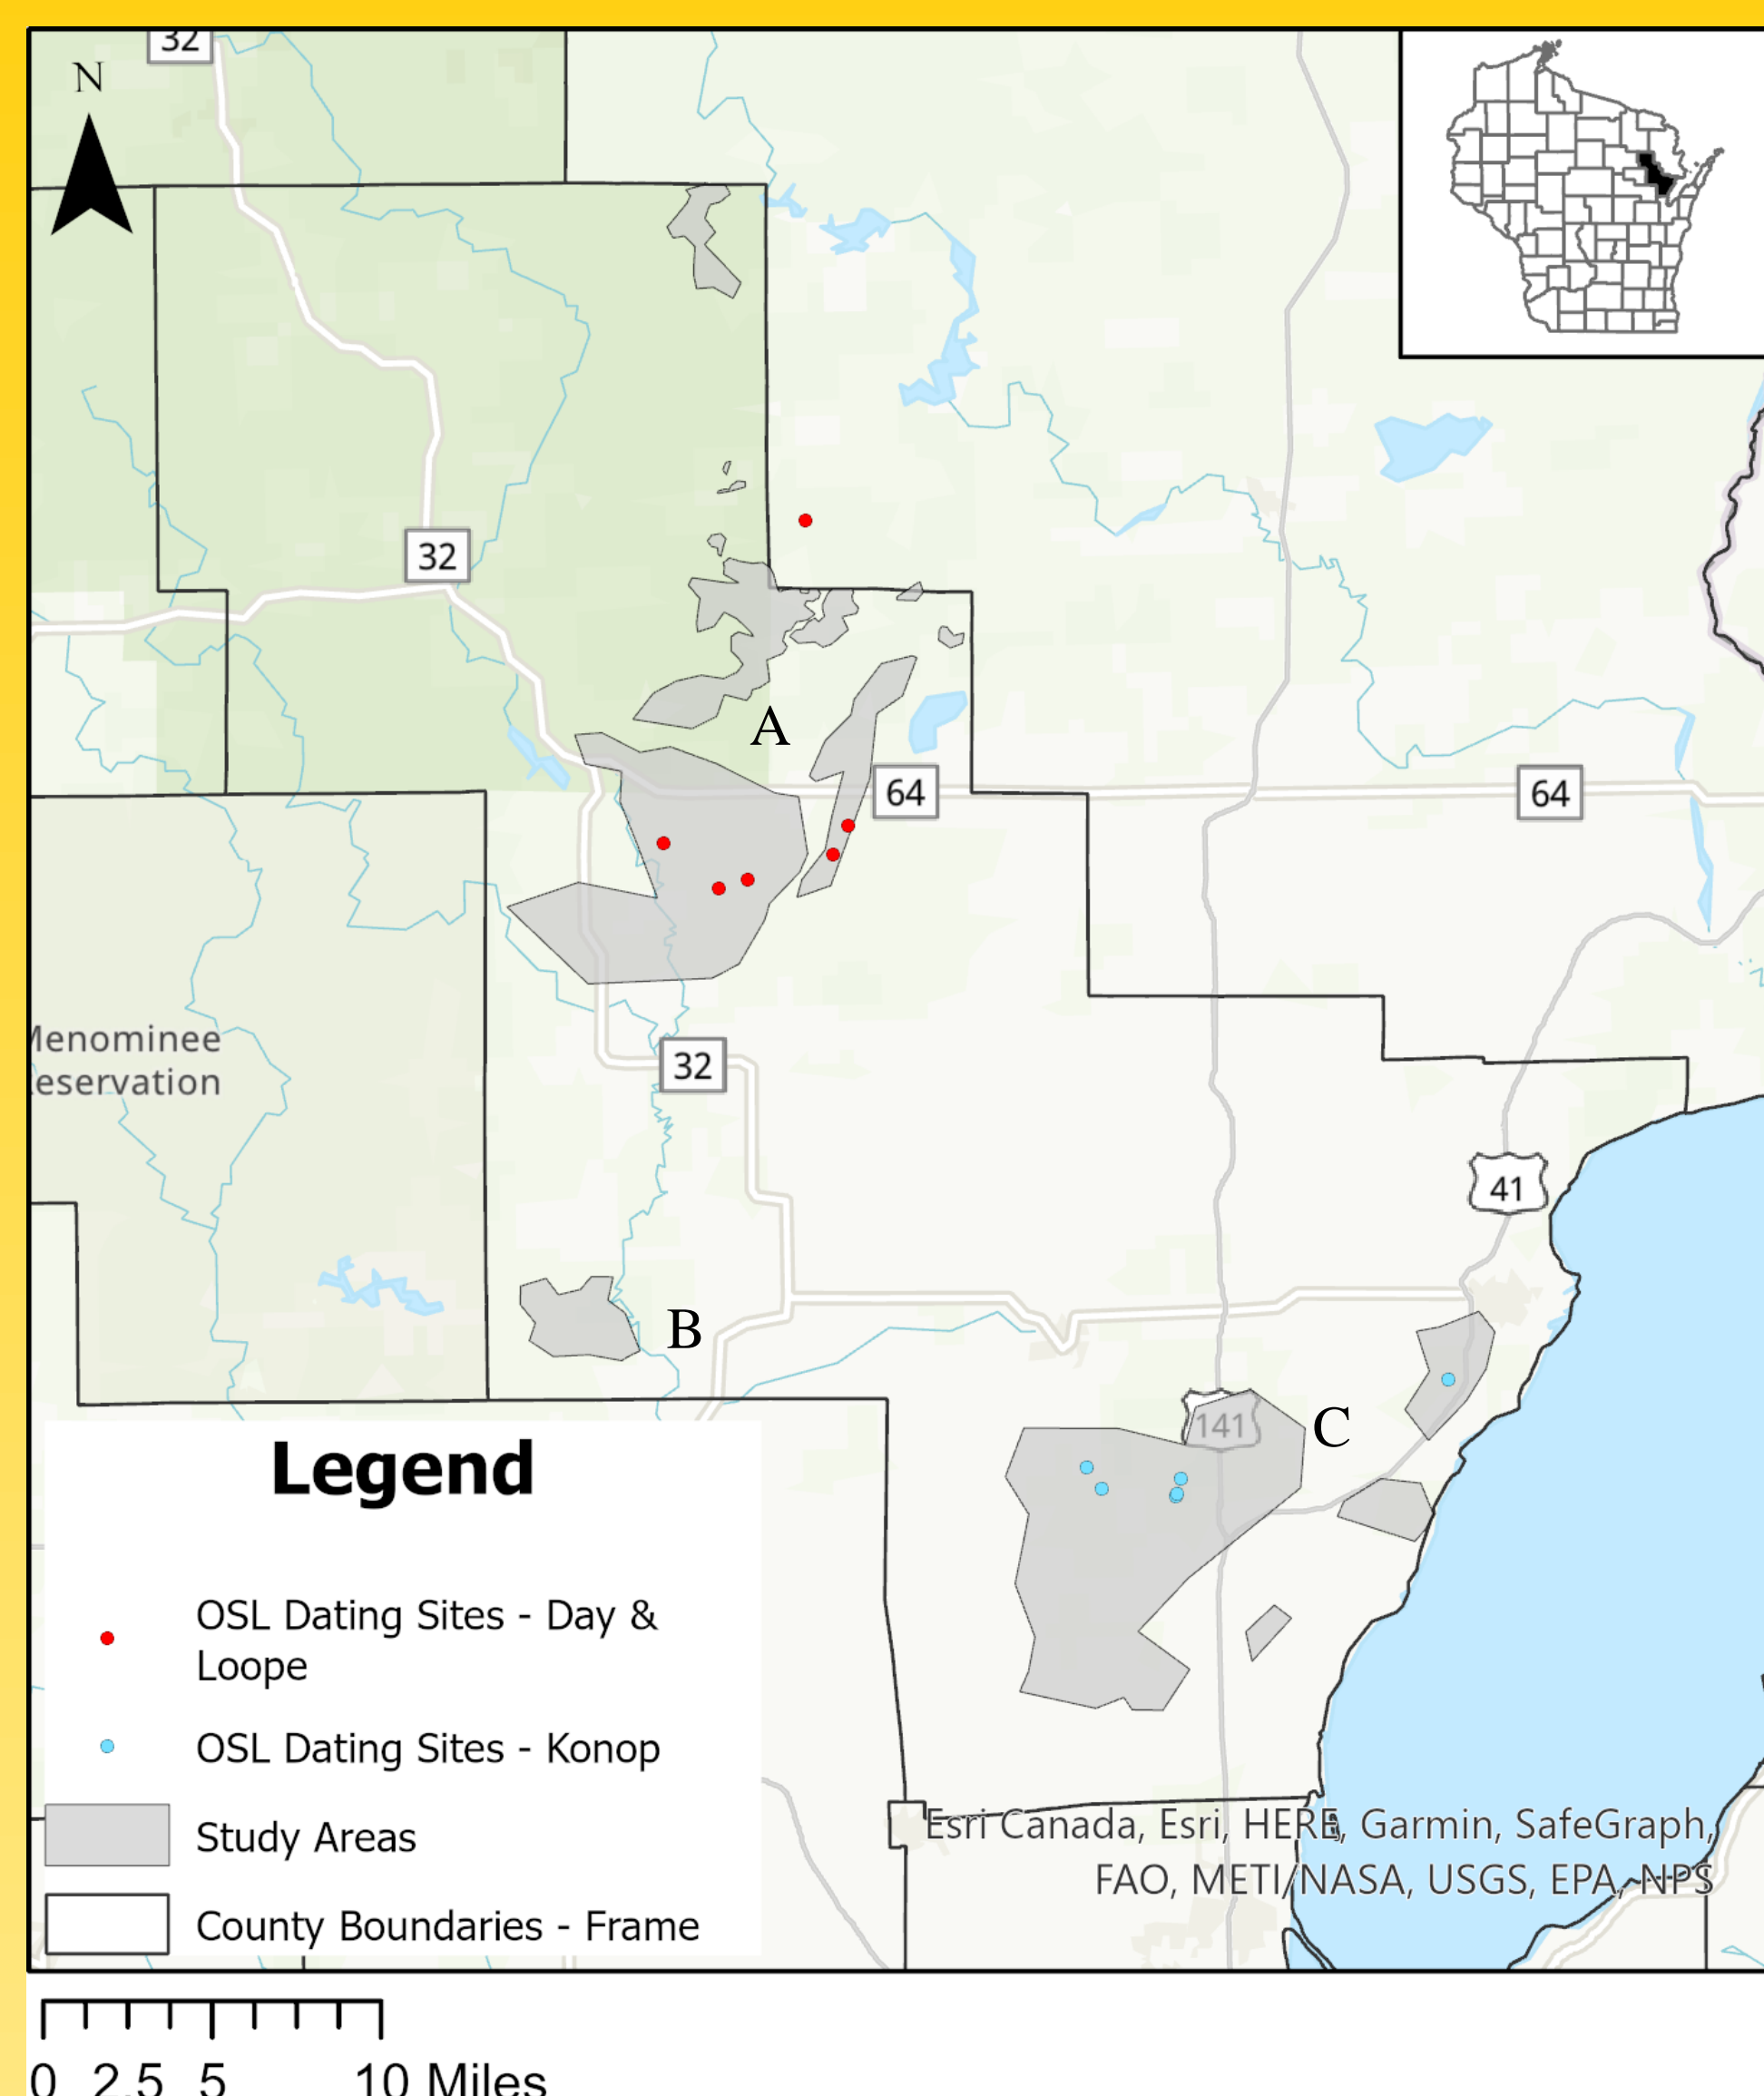 32
N
32
A
64
64
Menominee
Reservation
32
41
B
141
C
Legend
OSL Dating Sites - Day &
Loope
OSL Dating Sites - Konop
Study Areas
County Boundaries - Frame
Esri Canada, Esri, HERE, Garmin, SafeGraph,
FAO, METI/NASA, USGS, EPA, NPS
0 2.5 5 10 Miles